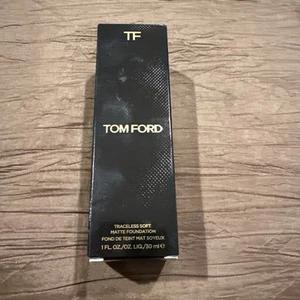 TF
TOM FORD
TRACELESS SOFT
MATTE FOUNDATION
FOND DE TEINT MAT SOYEUX
1 FL.OZ./OZ. LIQ./30 ml ℮